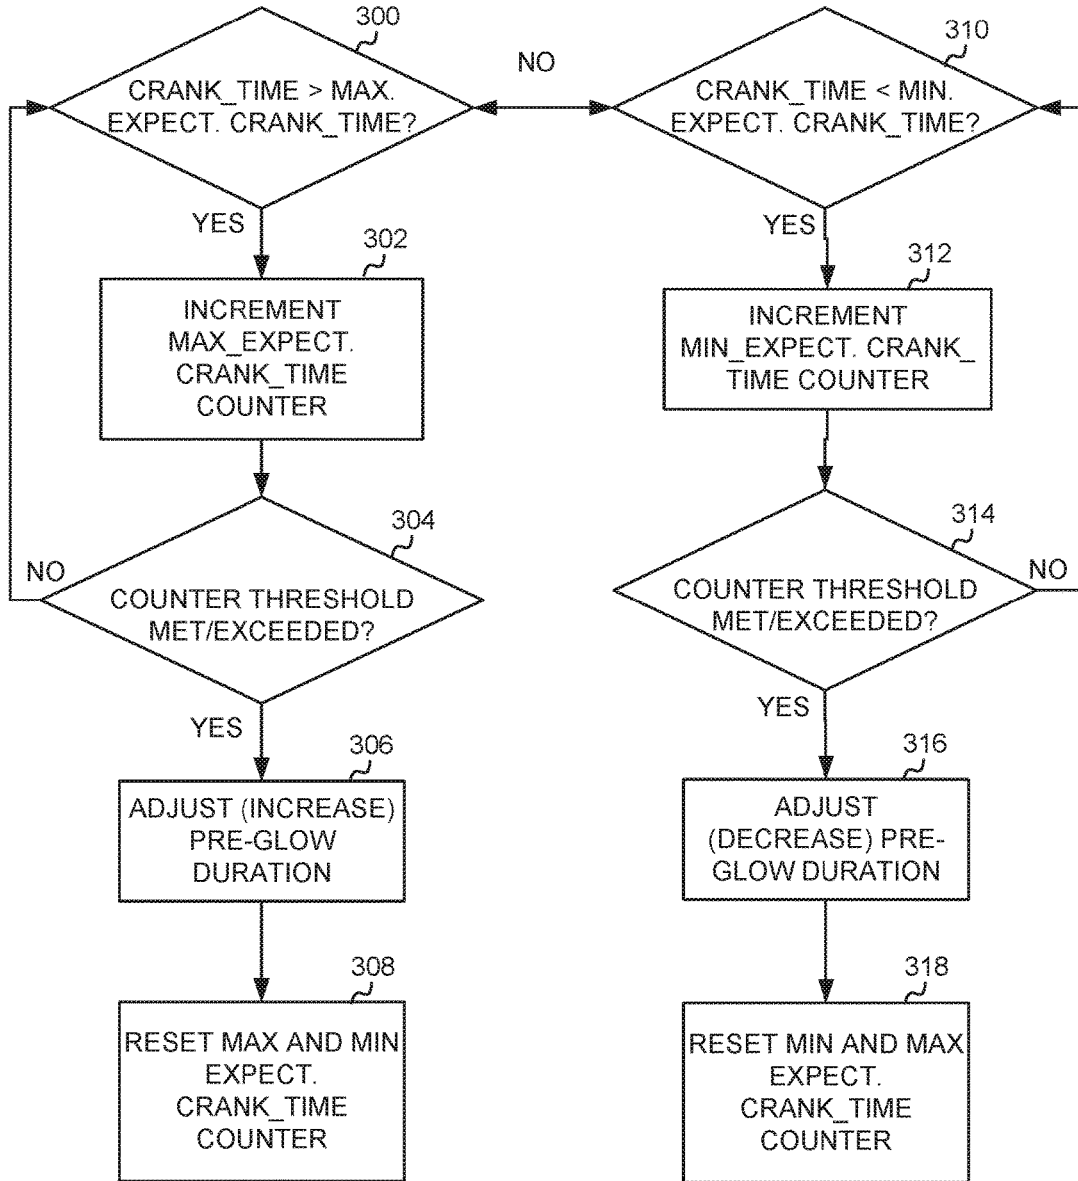 300
CRANK_TIME > MAX.
EXPECT. CRANK_TIME?
NO
310
CRANK_TIME < MIN.
EXPECT. CRANK_TIME?
YES
302
INCREMENT
MAX_EXPECT.
CRANK_TIME
COUNTER
YES
312
INCREMENT
MIN_EXPECT. CRANK_
TIME COUNTER
304
NO
COUNTER THRESHOLD
MET/EXCEEDED?
314
NO
COUNTER THRESHOLD
MET/EXCEEDED?
YES
306
ADJUST (INCREASE)
PRE-GLOW
DURATION
YES
316
ADJUST
(DECREASE) PRE-
GLOW DURATION
308
RESET MAX AND MIN
EXPECT.
CRANK_TIME
COUNTER
318
RESET MIN AND MAX
EXPECT.
CRANK_TIME
COUNTER